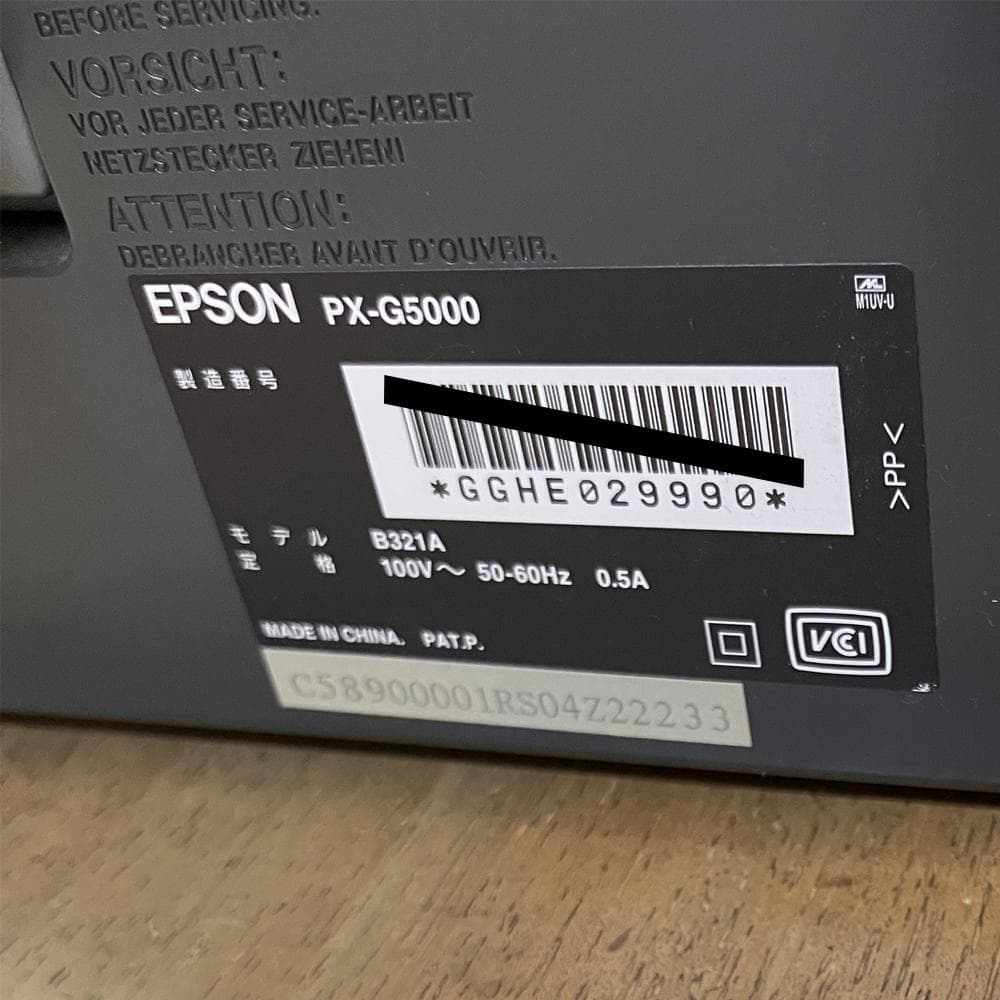 BEFORE SERVICING.
VORSICHT:
VOR JEDER SERVICE-ARBEIT
NETZSTECKER ZIEHEN!
ATTENTION:
DEBRANCHER AVANT D'OUVRIR.
EPSON PX-G5000
M1UV-U
製造番号
*GGHE029990*
>PP<
モデル B321A
定格 100V～ 50-60Hz 0.5A
MADE IN CHINA. PAT.P.
VCCI
C58900001RS04Z22233